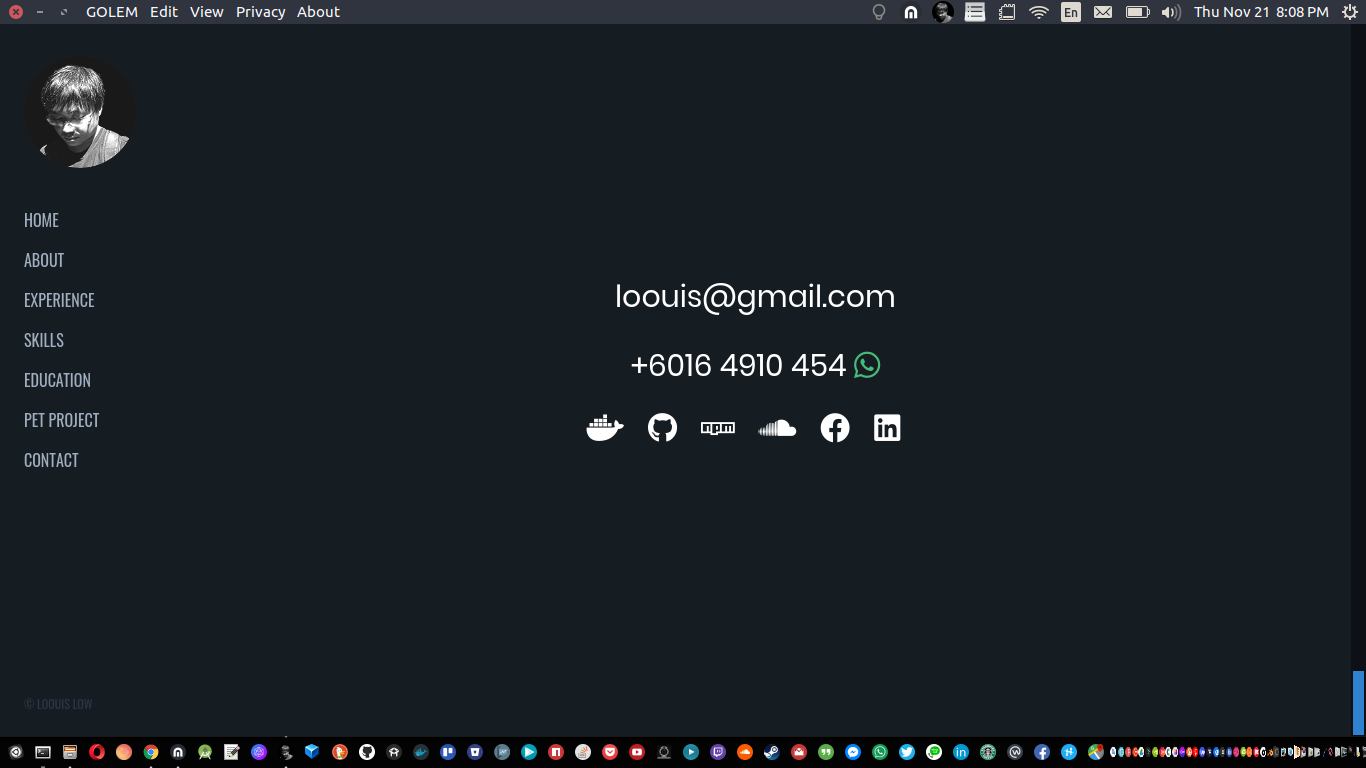 GOLEM Edit View Privacy About
En
Thu Nov 21 8:08 PM
HOME
ABOUT
EXPERIENCE
SKILLS
EDUCATION
PET PROJECT
CONTACT
loouis@gmail.com
+6016 4910 454
npm
in
© LOOUIS LOW